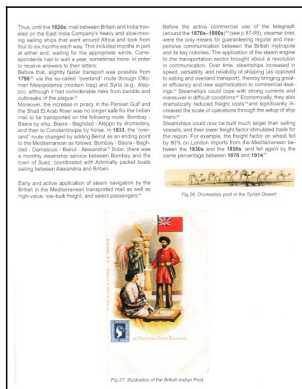 Thus, until the 1820s, mail between Britain and India trav-
eled on the East India Company's heavy and slow-mov-
ing sailing ships that went around Africa and took from
four to six months each way. This included months in port
at either end, waiting for the appropriate winds. Corre-
spondents had to wait a year, sometimes more, in order
to receive answers to their letters.
Before that, slightly faster transport was possible from
1798 via the so-called "overland" route through Otto-
man Mesopotamia (modern Iraq) and Syria (e.g., Alep-
po), although it had considerable risks from bandits and
outbreaks of the plague.
Moreover, the increase in piracy in the Persian Gulf and
the Shatt El Arab River was no longer safe for the Indian
mail to be transported on the following route: Bombay -
Basra by ship, Basra - Baghdad - Aleppo by dromedary,
and then to Constantinople by horse. In 1833, the "over-
land" route changed by adding Beirut as an ending point
to the Mediterranean as follows: Bombay - Basra - Bagh-
dad - Damascus - Beirut - Alexandria. Soon, there was
a monthly steamship service between Bombay and the
town of Suez, coordinated with Admiralty packet boats
sailing between Alexandria and Britain.
Early and active application of steam navigation by the
British in the Mediterranean transported mail as well as
high-value, low-bulk freight, and select passengers.
Before the active commercial use of the telegraph
(around the 1870s–1880s) (see p.87-89), steamer lines
were the only means for guaranteeing regular and inex-
pensive communication between the British metropole
and its key colonies. The application of the steam engine
to the transportation sector brought about a revolution
in communication. Over time, steamships increased in
speed, versatility, and reliability of shipping (as opposed
to sailing and overland transport), thereby bringing great-
er efficiency and new sophistication to commercial deal-
ings. Steamships could cope with strong currents and
maneuver in difficult conditions. Economically, they also
dramatically reduced freight costs and significantly in-
creased the scale of operations through the setup of ship
liners.
Steamships could now be built much larger than sailing
vessels, and their lower freight factor stimulated trade for
the region. For example, the freight factor on wheat fell
by 80% on London imports from the Mediterranean be-
tween the 1830s and the 1850s, and fell again by the
same percentage between 1870 and 1914.
Fig.26. Dromedary post in the Syrian Desert.
Fig.27. Illustration of the British Indian Post